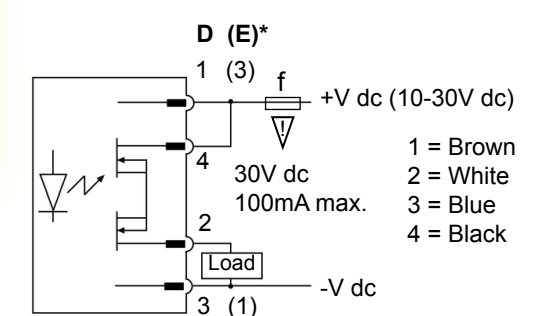 D (E)*
1 (3)
f
+V dc (10-30V dc)
!
4
30V dc
100mA max.
1 = Brown
2 = White
3 = Blue
4 = Black
2
Load
-V dc
3 (1)